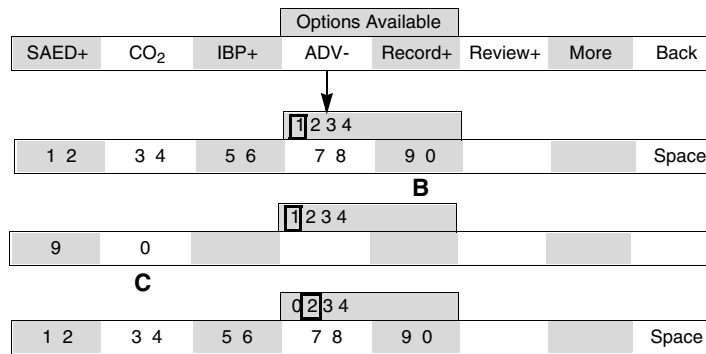 Options Available
SAED+ CO₂ IBP+ ADV- Record+ Review+ More Back
1 2 3 4
1 2 3 4 5 6 7 8 9 0 Space
B
1 2 3 4
9 0
C
0 2 3 4
1 2 3 4 5 6 7 8 9 0 Space